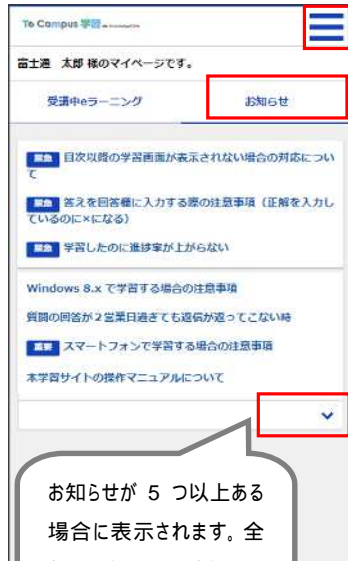 To Campus 学習
富士通 太郎 様のマイページです。
受講中eラーニング
お知らせ
緊急 目次以降の学習画面が表示されない場合の対応につい
て
緊急 答えを回答欄に入力する際の注意事項（正解を入力し
ているのに×になる）
緊急 学習したのに進捗率が上がらない
Windows 8.x で学習する場合の注意事項
質問の回答が２営業日過ぎても返信が返ってこない時
重要 スマートフォンで学習する場合の注意事項
本学習サイトの操作マニュアルについて
お知らせが 5 つ以上ある
場合に表示されます。全